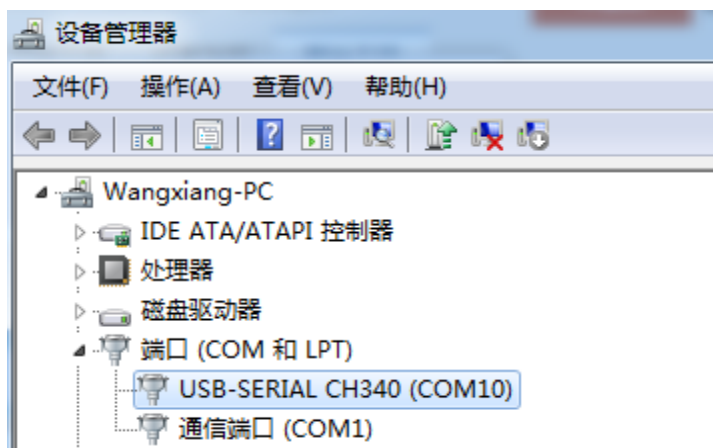 设备管理器
文件(F) 操作(A) 查看(V) 帮助(H)
Wangxiang-PC
IDE ATA/ATAPI 控制器
处理器
磁盘驱动器
端口 (COM 和 LPT)
USB-SERIAL CH340 (COM10)
通信端口 (COM1)